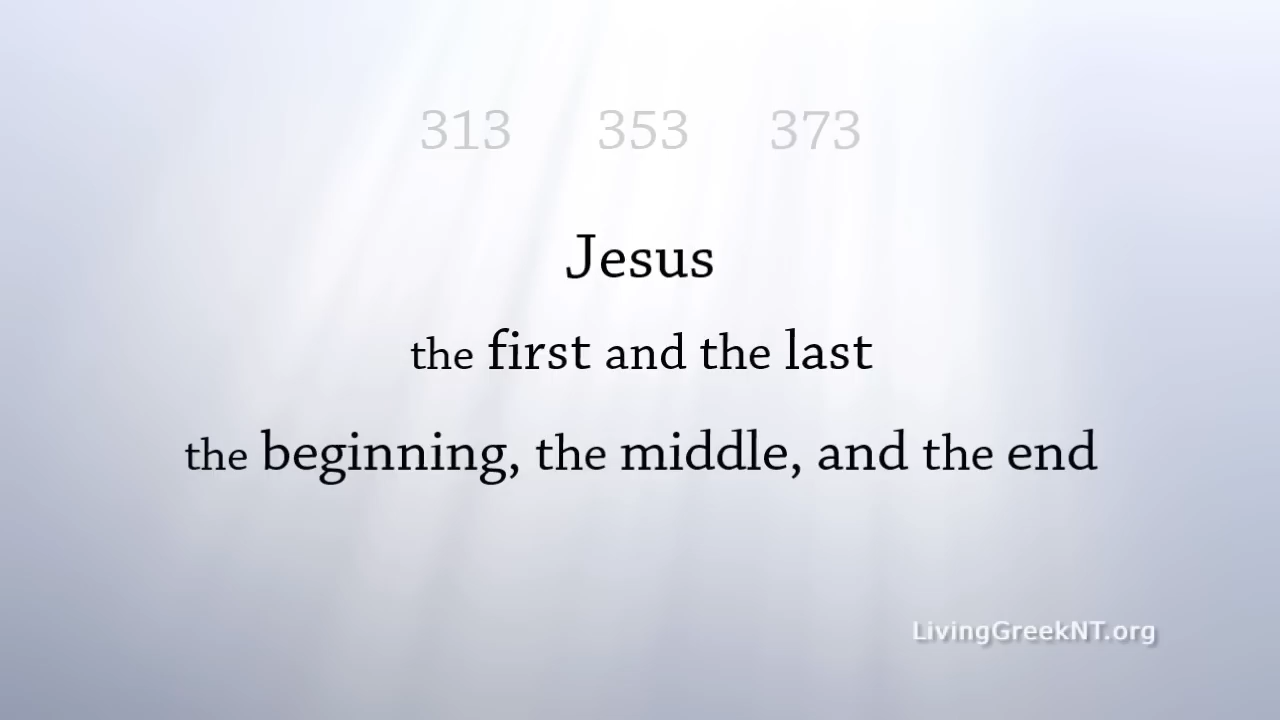 313 353 373
Jesus
the first and the last
the beginning, the middle, and the end
LivingGreekNT.org